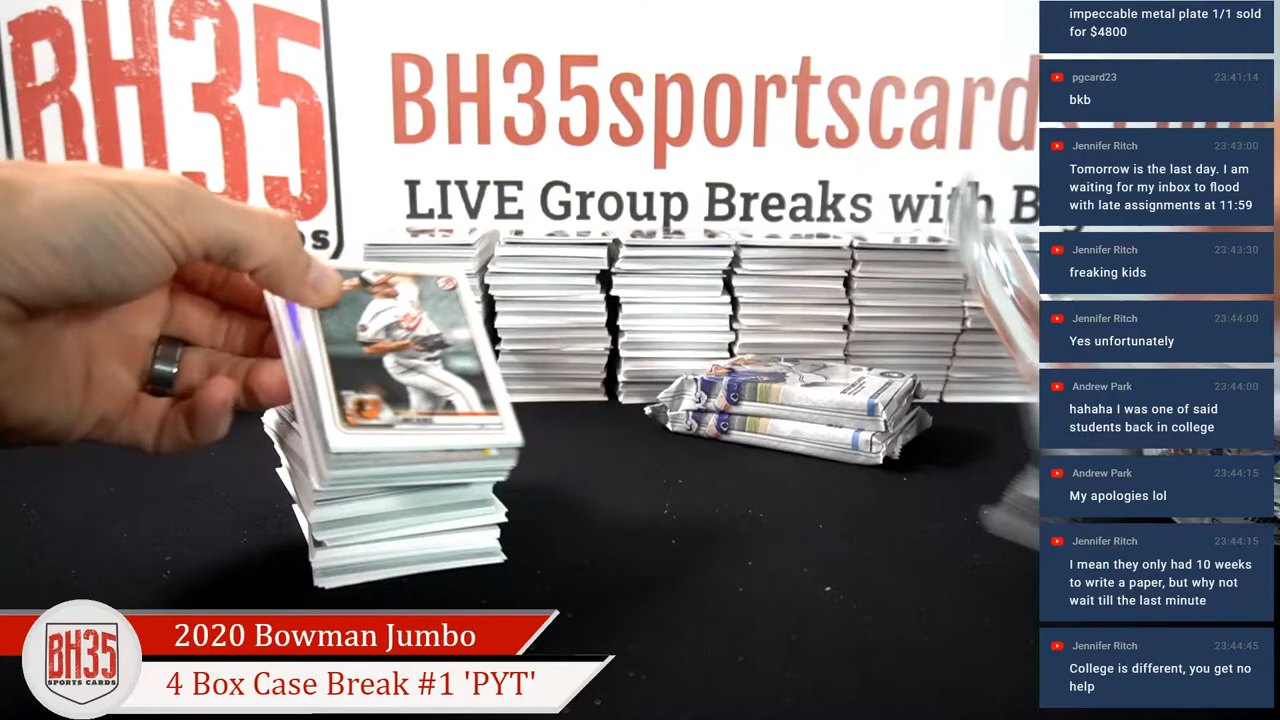 BH35
BH35sportscard
LIVE Group Breaks with B
impeccable metal plate 1/1 sold
for $4800
pgcard23 23:41:14
bkb
Jennifer Ritch 23:43:00
Tomorrow is the last day. I am
waiting for my inbox to flood
with late assignments at 11:59
Jennifer Ritch 23:43:30
freaking kids
Jennifer Ritch 23:44:00
Yes unfortunately
Andrew Park 23:44:00
hahaha I was one of said
students back in college
Andrew Park 23:44:15
My apologies lol
Jennifer Ritch 23:44:15
I mean they only had 10 weeks
to write a paper, but why not
wait till the last minute
Jennifer Ritch 23:44:45
College is different, you get no
help
BH35
SPORTS CARDS
2020 Bowman Jumbo
4 Box Case Break #1 'PYT'